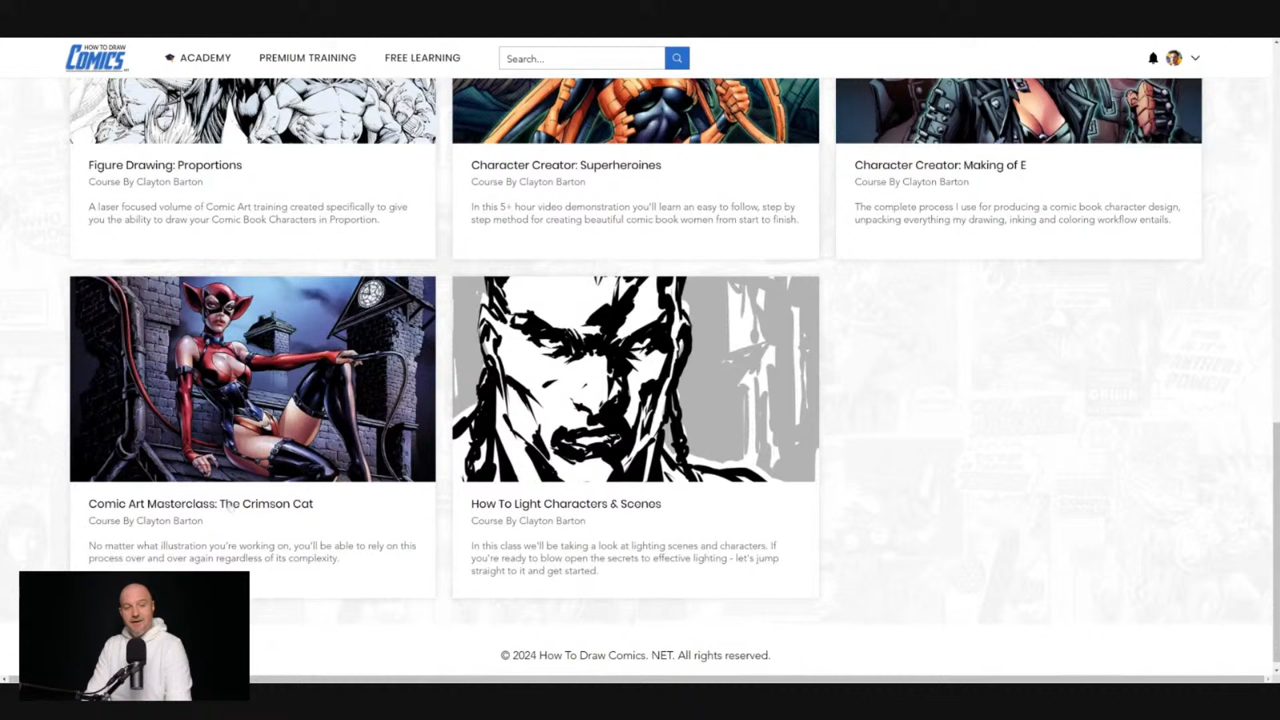 HOW TO DRAW
COMICS
.NET
ACADEMY
PREMIUM TRAINING
FREE LEARNING
Search...
Figure Drawing: Proportions
Course By Clayton Barton
A laser focused volume of Comic Art training created specifically to give
you the ability to draw your Comic Book Characters in Proportion.
Character Creator: Superheroines
Course By Clayton Barton
In this 5+ hour video demonstration you'll learn an easy to follow, step by
step method for creating beautiful comic book women from start to finish.
Character Creator: Making of E
Course By Clayton Barton
The complete process I use for producing a comic book character design,
unpacking everything my drawing, inking and coloring workflow entails.
Comic Art Masterclass: The Crimson Cat
Course By Clayton Barton
No matter what illustration you're working on, you'll be able to rely on this
process over and over again regardless of its complexity.
How To Light Characters & Scenes
Course By Clayton Barton
In this class we'll be taking a look at lighting scenes and characters. If
you're ready to blow open the secrets to effective lighting - let's jump
straight to it and get started.
© 2024 How To Draw Comics. NET. All rights reserved.